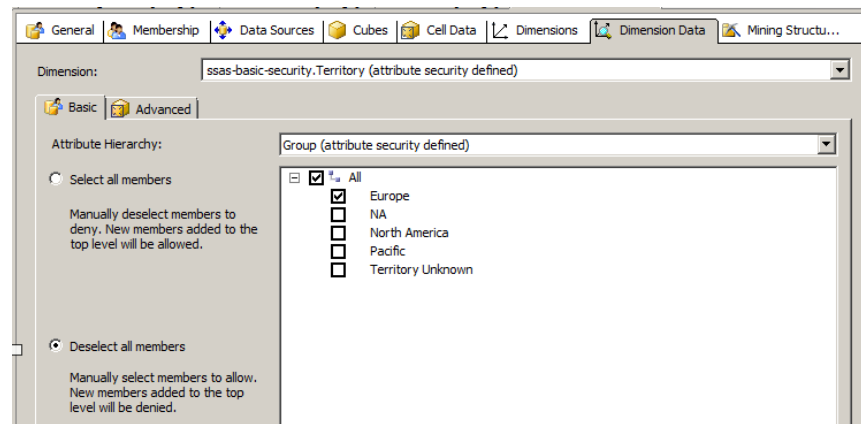 General Membership Data Sources Cubes Cell Data Dimensions Dimension Data Mining Structu...
Dimension: ssas-basic-security.Territory (attribute security defined)
Basic Advanced
Attribute Hierarchy: Group (attribute security defined)
Select all members
Manually deselect members to
deny. New members added to the
top level will be allowed.
All
Europe
NA
North America
Pacific
Territory Unknown
Deselect all members
Manually select members to allow.
New members added to the top
level will be denied.